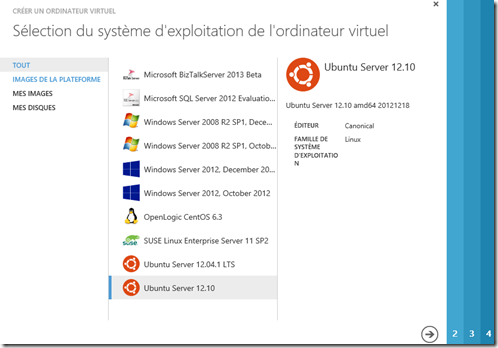 CRÉER UN ORDINATEUR VIRTUEL
Sélection du système d'exploitation de l'ordinateur virtuel
TOUT
IMAGES DE LA PLATEFORME
MES IMAGES
MES DISQUES
Microsoft BizTalkServer 2013 Beta
Microsoft SQL Server 2012 Evaluatio...
Windows Server 2008 R2 SP1, Dece...
Windows Server 2008 R2 SP1, Octob...
Windows Server 2012, December 20...
Windows Server 2012, October 2012
OpenLogic CentOS 6.3
SUSE Linux Enterprise Server 11 SP2
Ubuntu Server 12.04.1 LTS
Ubuntu Server 12.10
Ubuntu Server 12.10
Ubuntu Server 12.10 amd64 20121218
ÉDITEUR Canonical
FAMILLE DE Linux
SYSTÈME
D'EXPLOITATIO
N
2 3 4